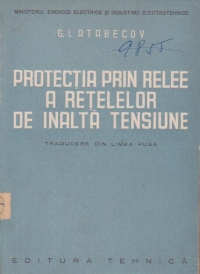 MINISTERUL ENERGIEI ELECTRICE ȘI INDUSTRIEI ELECTROTEHNICE
G. I. ATABECOV
9855
PROTECȚIA PRIN RELEE
A REȚELELOR
DE INALTĂ TENSIUNE
TRADUCERE DIN LIMBA RUSĂ
EDITURA TEHNICĂ